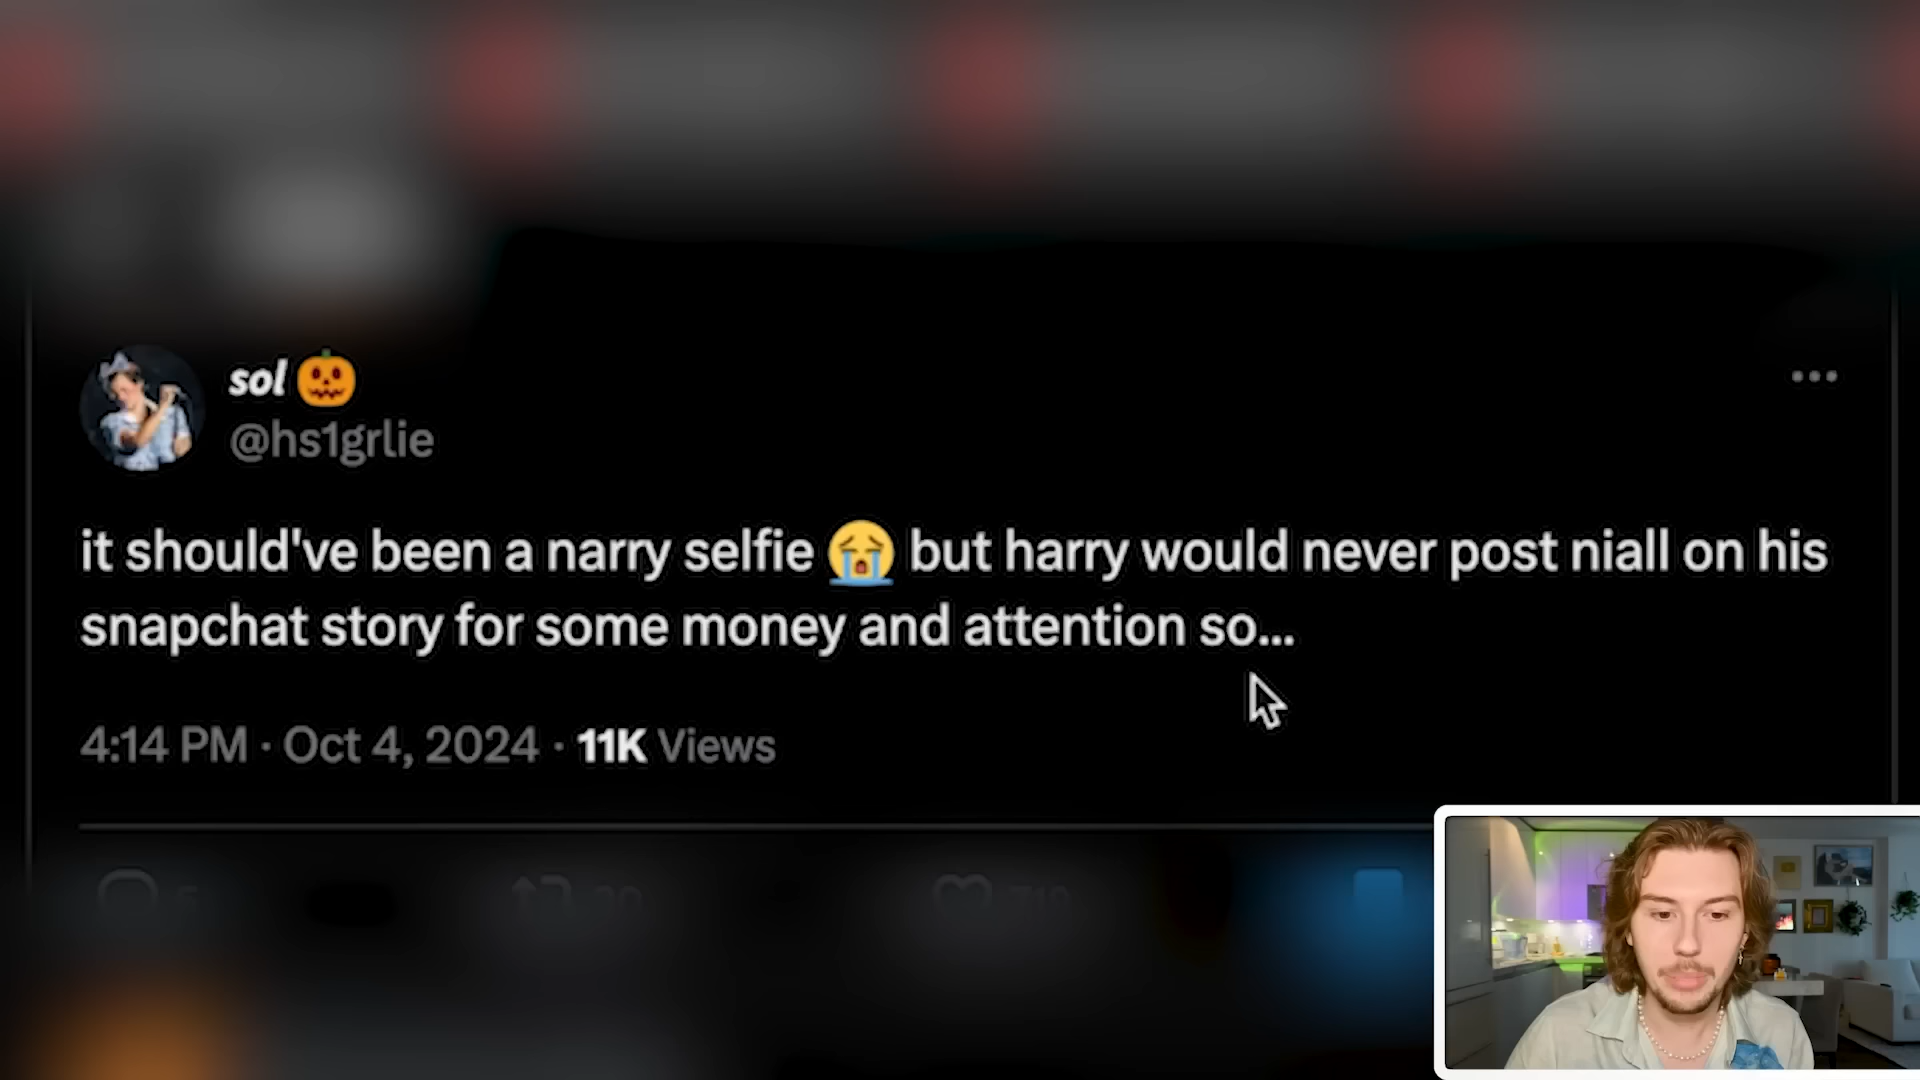 sol 🎃
@hs1grlie
it should've been a narry selfie 😭 but harry would never post niall on his
snapchat story for some money and attention so...
4:14 PM · Oct 4, 2024 · 11K Views